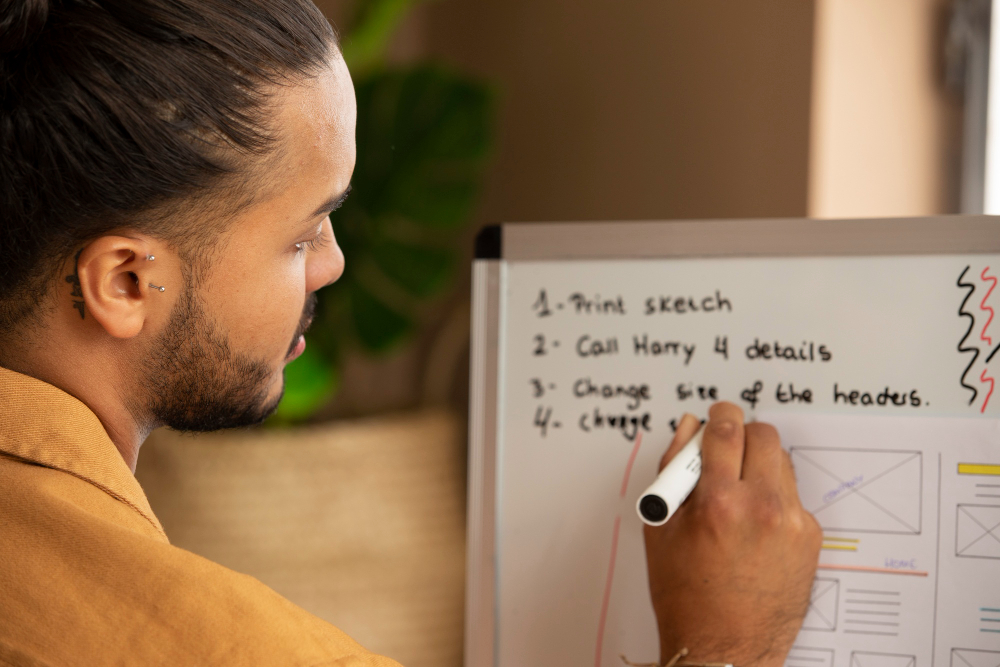 1- Print sketch
2- Call Harry 4 details
3- Change size of the headers.
4- change
HOME